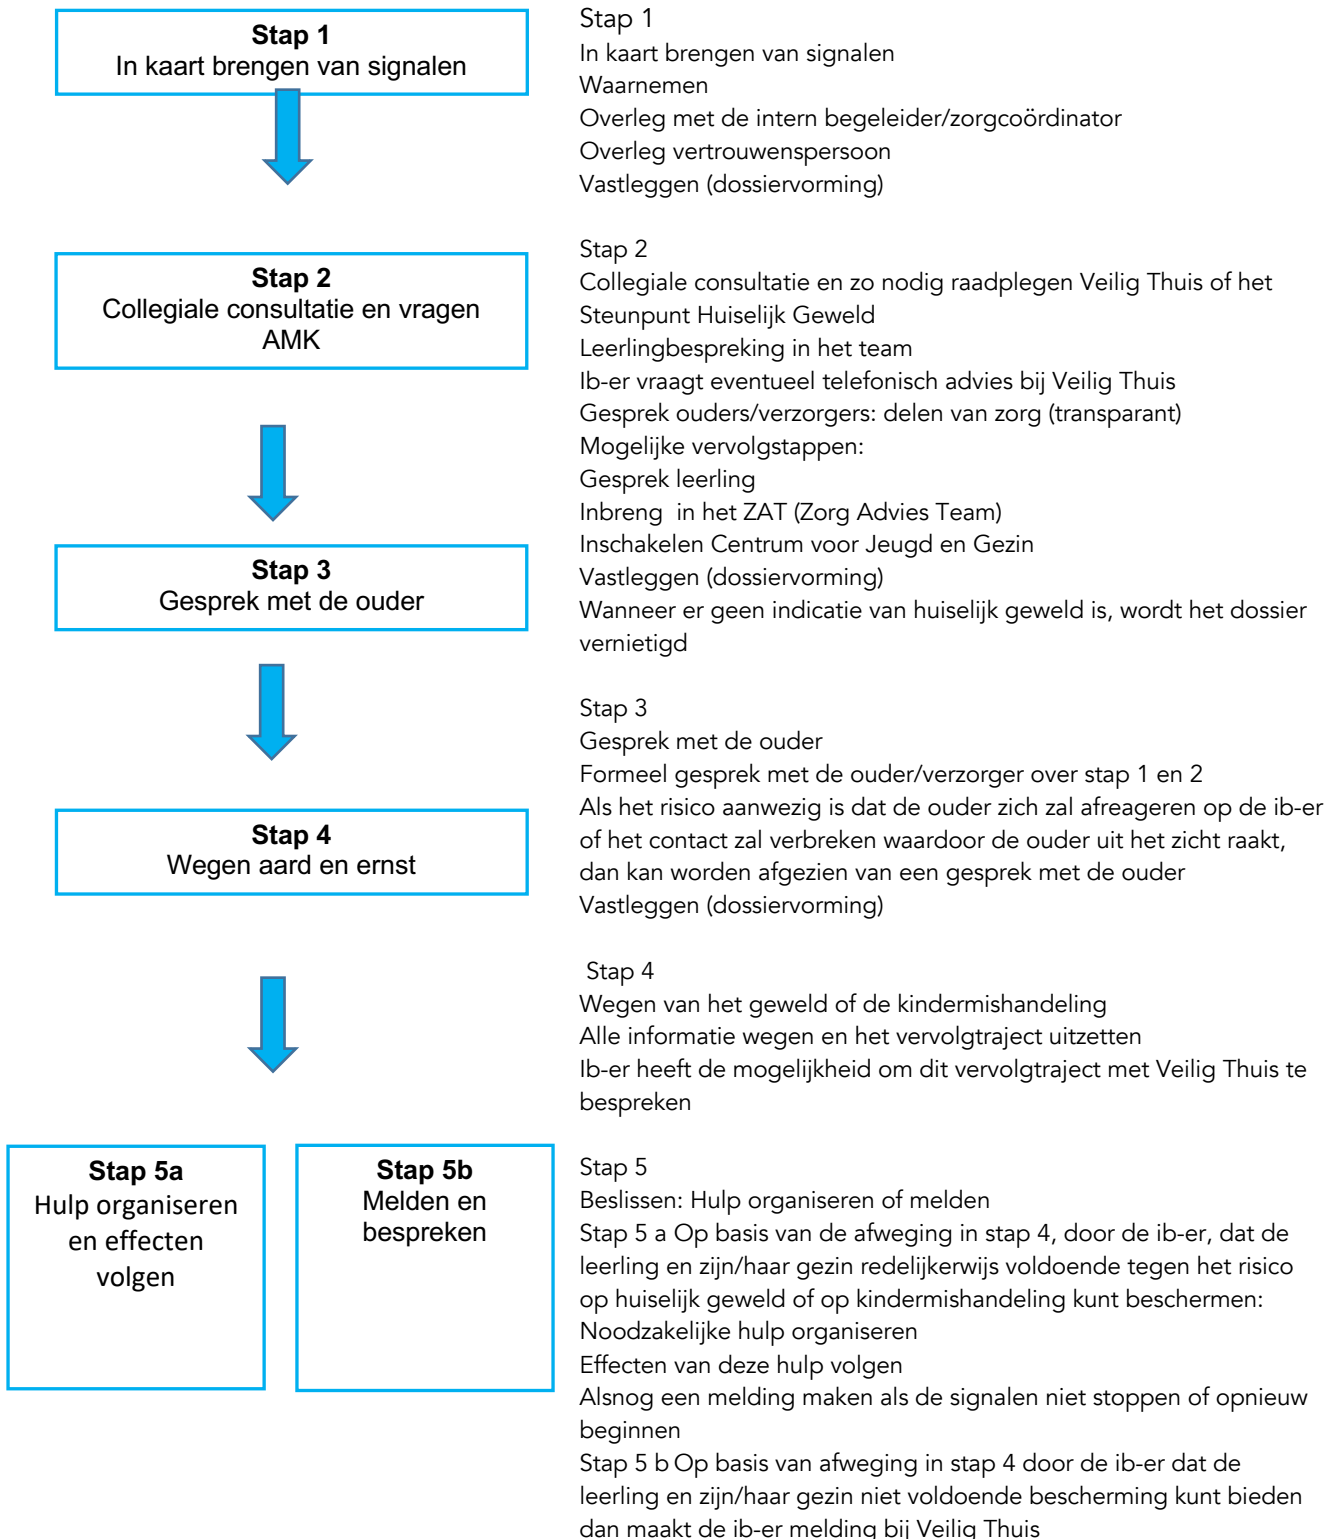 Stap 1
In kaart brengen van signalen
Stap 2
Collegiale consultatie en vragen
AMK
Stap 3
Gesprek met de ouder
Stap 4
Wegen aard en ernst
Stap 5a
Hulp organiseren
en effecten
volgen
Stap 5b
Melden en
bespreken
Stap 1
In kaart brengen van signalen
Waarnemen
Overleg met de intern begeleider/zorgcoördinator
Overleg vertrouwenspersoon
Vastleggen (dossiervorming)
Stap 2
Collegiale consultatie en zo nodig raadplegen Veilig Thuis of het
Steunpunt Huiselijk Geweld
Leerlingbespreking in het team
Ib-er vraagt eventueel telefonisch advies bij Veilig Thuis
Gesprek ouders/verzorgers: delen van zorg (transparant)
Mogelijke vervolgstappen:
Gesprek leerling
Inbreng  in het ZAT (Zorg Advies Team)
Inschakelen Centrum voor Jeugd en Gezin
Vastleggen (dossiervorming)
Wanneer er geen indicatie van huiselijk geweld is, wordt het dossier
vernietigd
Stap 3
Gesprek met de ouder
Formeel gesprek met de ouder/verzorger over stap 1 en 2
Als het risico aanwezig is dat de ouder zich zal afreageren op de ib-er
of het contact zal verbreken waardoor de ouder uit het zicht raakt,
dan kan worden afgezien van een gesprek met de ouder
Vastleggen (dossiervorming)
Stap 4
Wegen van het geweld of de kindermishandeling
Alle informatie wegen en het vervolgtraject uitzetten
Ib-er heeft de mogelijkheid om dit vervolgtraject met Veilig Thuis te
bespreken
Stap 5
Beslissen: Hulp organiseren of melden
Stap 5 a Op basis van de afweging in stap 4, door de ib-er, dat de
leerling en zijn/haar gezin redelijkerwijs voldoende tegen het risico
op huiselijk geweld of op kindermishandeling kunt beschermen:
Noodzakelijke hulp organiseren
Effecten van deze hulp volgen
Alsnog een melding maken als de signalen niet stoppen of opnieuw
beginnen
Stap 5 b Op basis van afweging in stap 4 door de ib-er dat de
leerling en zijn/haar gezin niet voldoende bescherming kunt bieden
dan maakt de ib-er melding bij Veilig Thuis